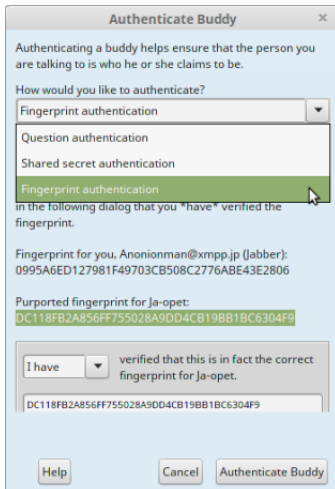 Authenticate Buddy ×
Authenticating a buddy helps ensure that the person you
are talking to is who he or she claims to be.
How would you like to authenticate?
Fingerprint authentication
Question authentication
Shared secret authentication
Fingerprint authentication
in the following dialog that you *have* verified the
fingerprint.
Fingerprint for you, Anonionman@xmpp.jp (Jabber):
0995A6ED127981F49703CB508C2776ABE43E2806
Purported fingerprint for Ja-opet:
DC118FB2A856FF755028A9DD4CB19BB1BC6304F9
I have
verified that this is in fact the correct
fingerprint for Ja-opet.
DC118FB2A856FF755028A9DD4CB19BB1BC6304F9
Help Cancel Authenticate Buddy